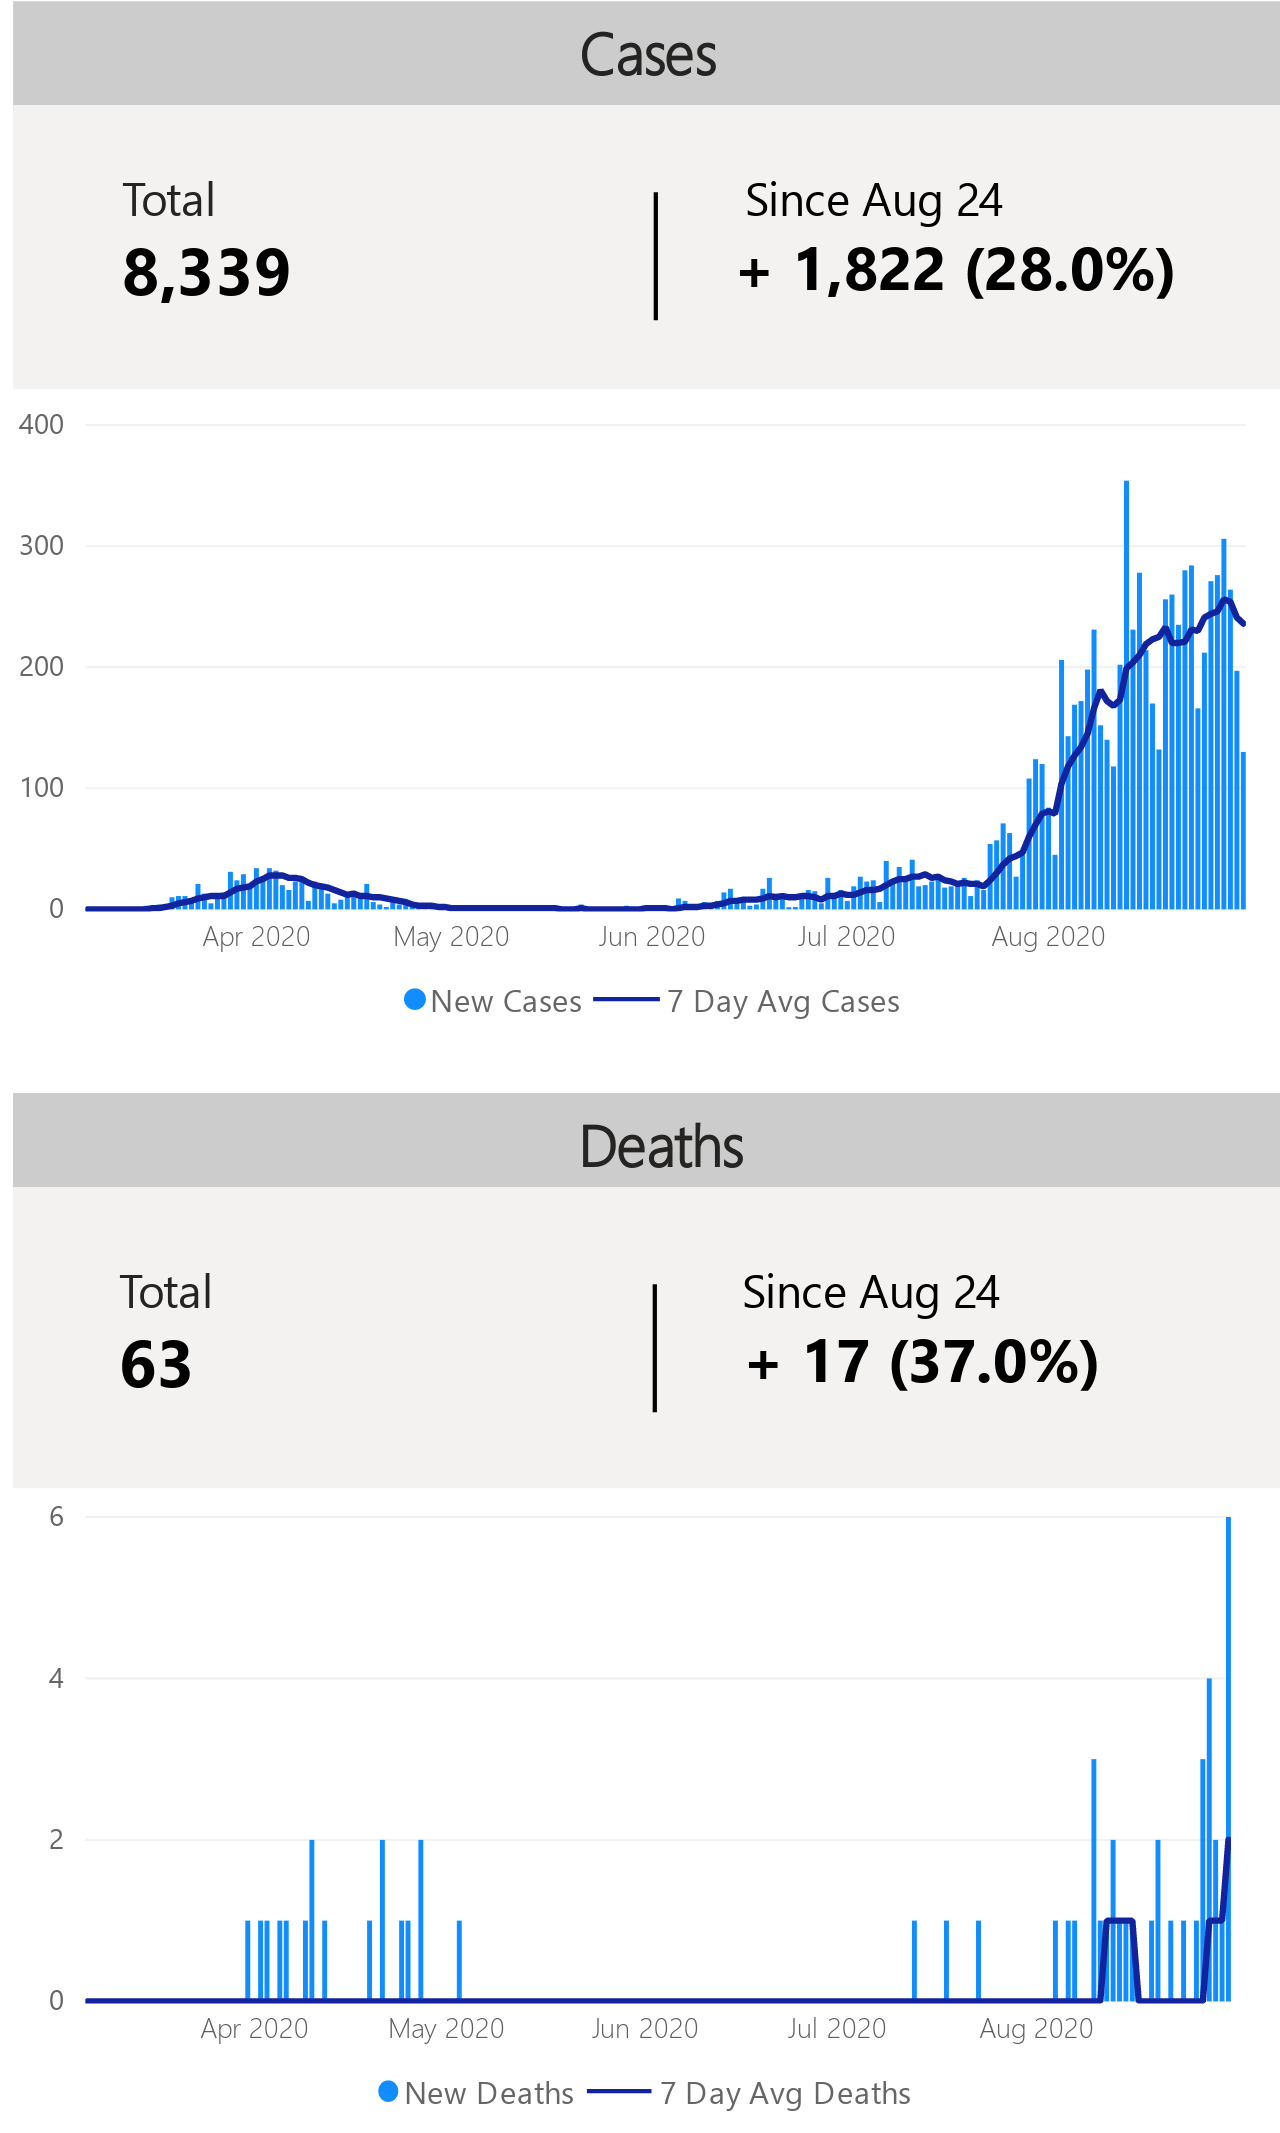 Cases
Total
Since Aug 24
8,339
+ 1,822 (28.0%)
400
300
200
100
0
Apr 2020 May 2020 Jun 2020 Jul 2020 Aug 2020
New Cases 7 Day Avg Cases
Deaths
Total
Since Aug 24
63
+ 17 (37.0%)
6
4
2
0
Apr 2020 May 2020 Jun 2020 Jul 2020 Aug 2020
New Deaths 7 Day Avg Deaths